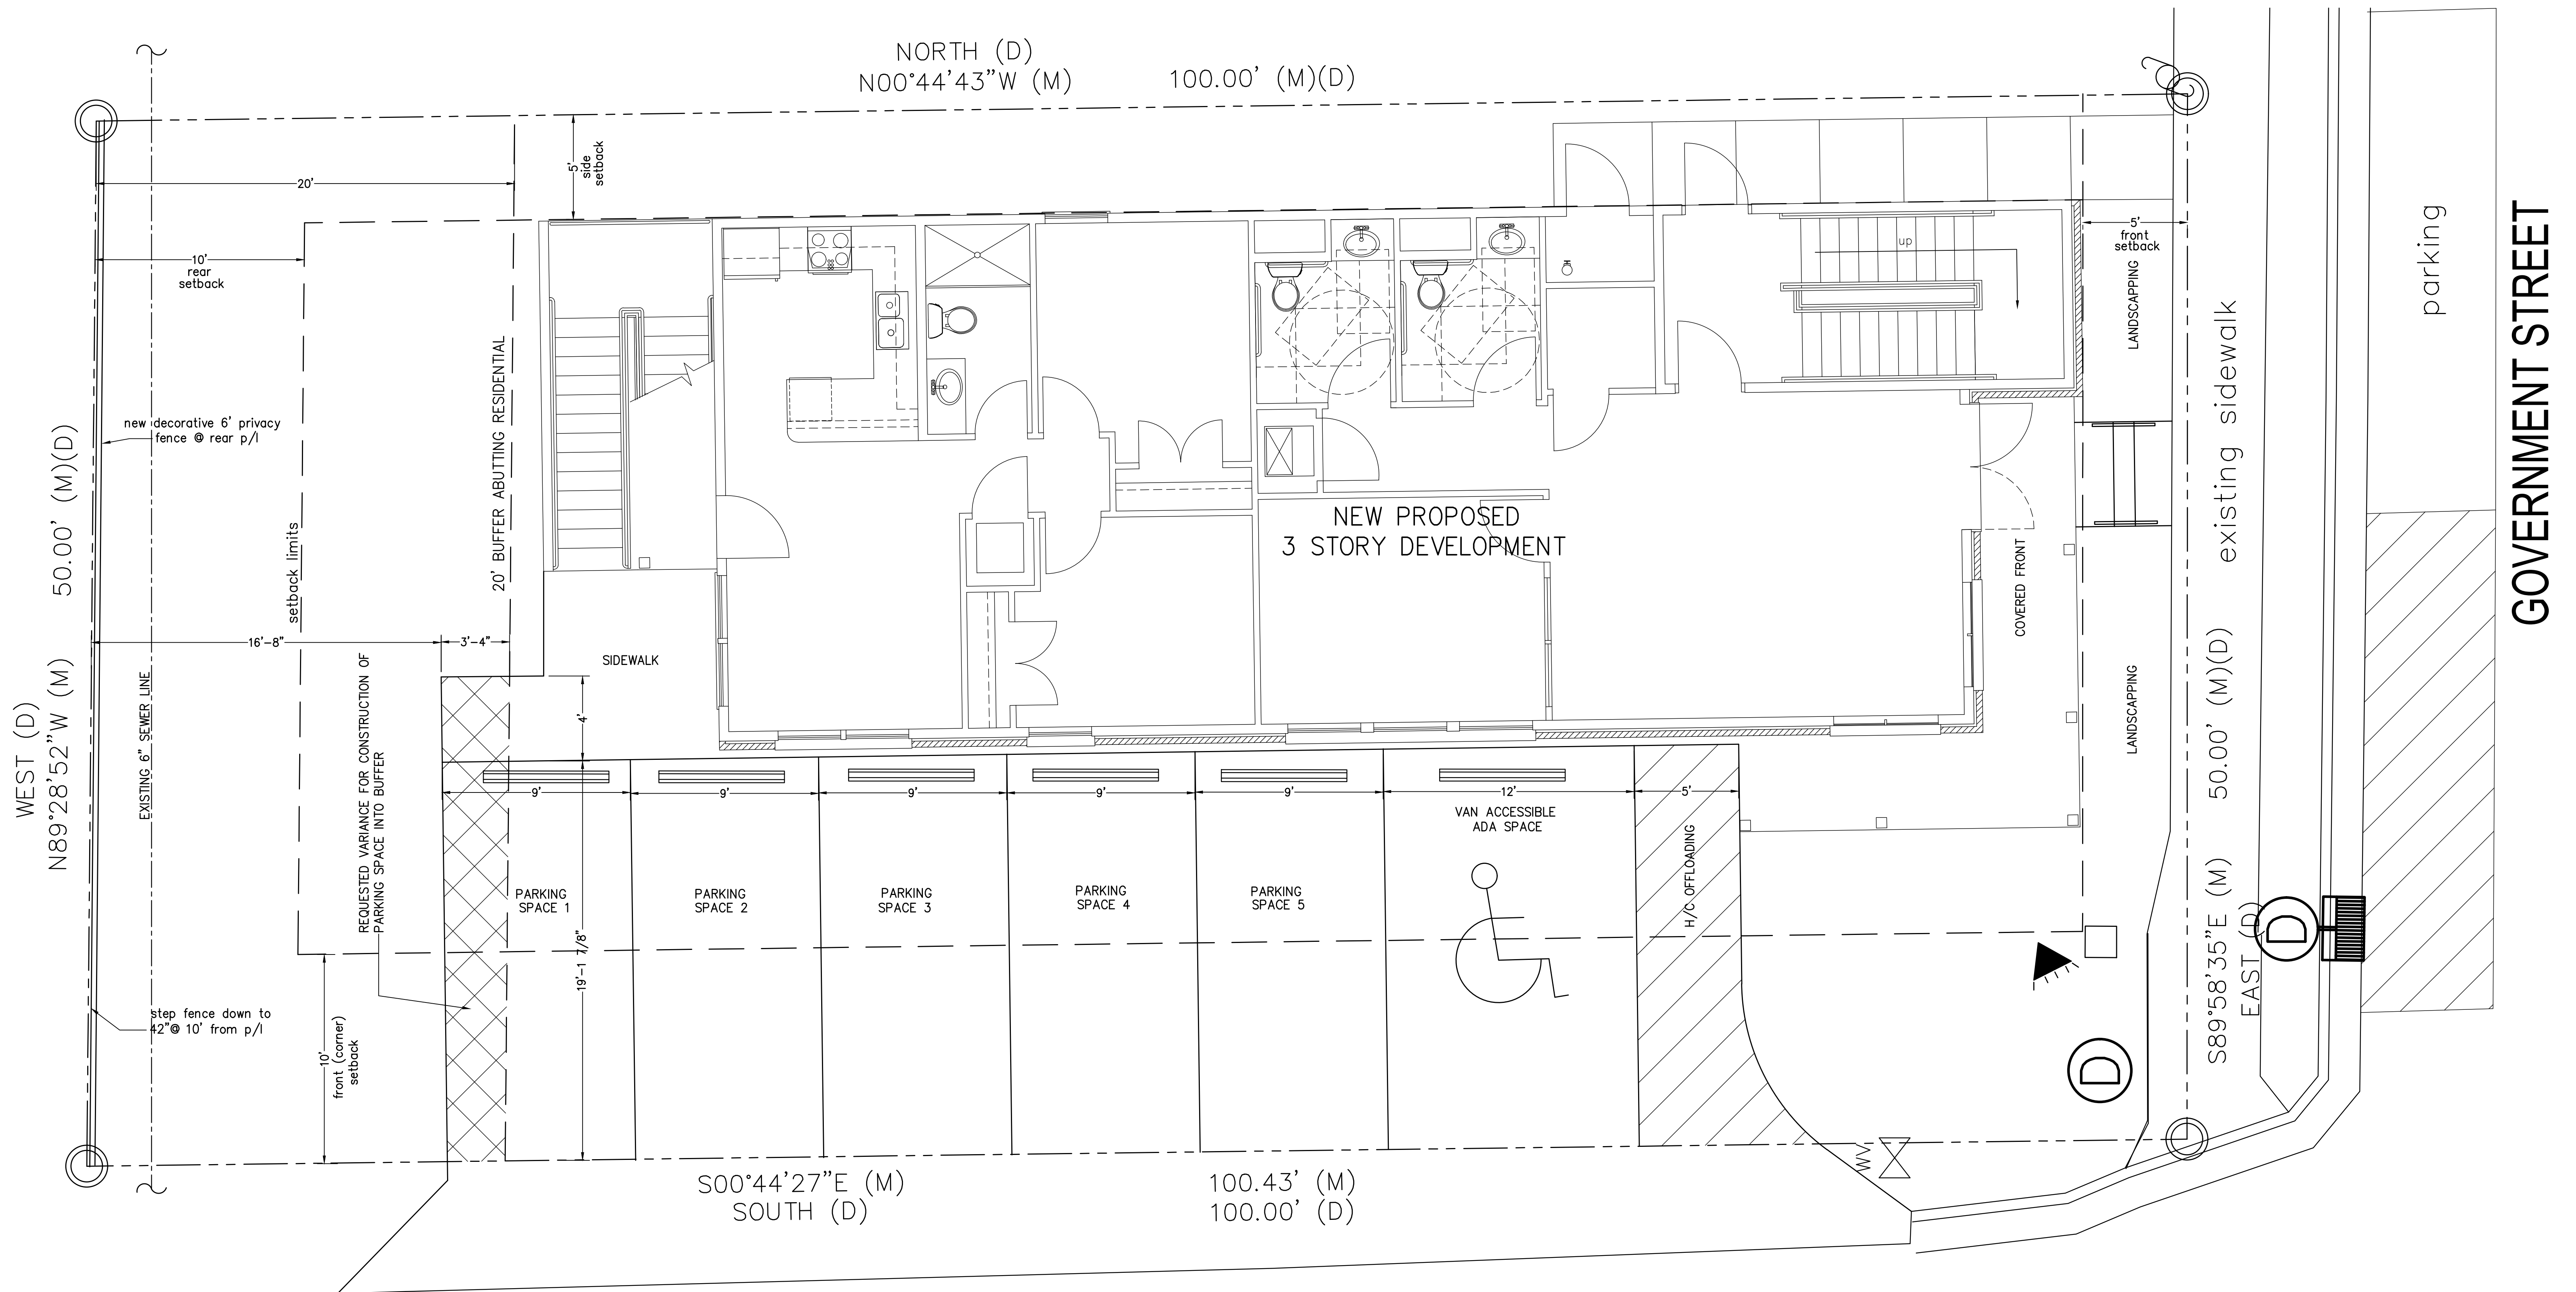 NORTH (D)
N00°44'43"W (M)
100.00' (M)(D)
WEST (D)
N89°28'52"W (M)
50.00' (M)(D)
20'
5'
side
setback
10'
rear
setback
new decorative 6' privacy
fence @ rear p/l
setback limits
20' BUFFER ABUTTING RESIDENTIAL
16'-8"
3'-4"
EXISTING 6" SEWER LINE
REQUESTED VARIANCE FOR CONSTRUCTION OF
PARKING SPACE INTO BUFFER
step fence down to
42"@ 10' from p/l
10'
front (corner)
setback
SIDEWALK
4'
19'-1 7/8"
NEW PROPOSED
3 STORY DEVELOPMENT
up
5'
front
setback
LANDSCAPPING
COVERED FRONT
LANDSCAPPING
9'
9'
9'
9'
9'
12'
5'
VAN ACCESSIBLE
ADA SPACE
H/C OFFLOADING
PARKING
SPACE 1
PARKING
SPACE 2
PARKING
SPACE 3
PARKING
SPACE 4
PARKING
SPACE 5
S00°44'27"E (M)
SOUTH (D)
100.43' (M)
100.00' (D)
WV
D
D
existing sidewalk
50.00' (M)(D)
S89°58'35"E (M)
EAST (D)
parking
GOVERNMENT STREET